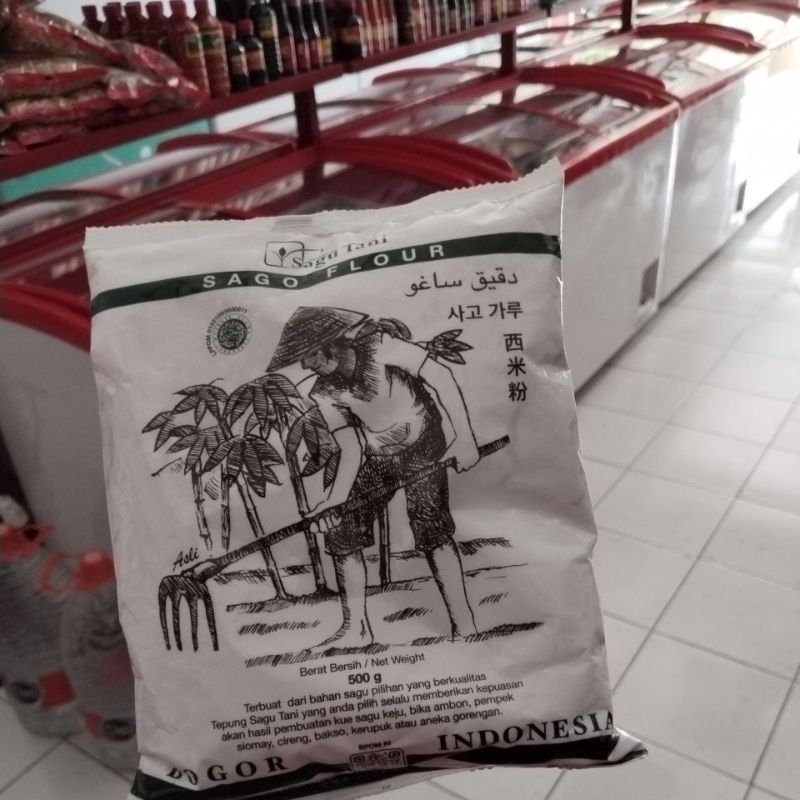 Sagu Tani
SAGO FLOUR
دقيق ساغو
사고 가루
西
米
粉
Asli
Berat Bersih / Net Weight
500 g
Terbuat dari bahan sagu pilihan yang berkualitas
Tepung Sagu Tani yang anda pilih selalu memberikan kepuasan
akan hasil pembuatan kue sagu keju, bika ambon, pempek
siomay, cireng, bakso, kerupuk atau aneka gorengan.
BPOM RI
BOGOR INDONESIA